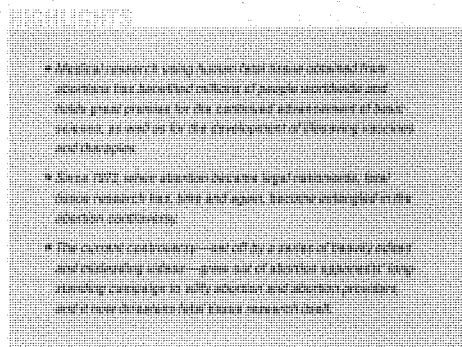 HIGHLIGHTS
• Medical research using human fetal tissue obtained from
abortions has benefited millions of people worldwide and
holds great promise for the continued advancement of basic
science, as well as for the development of lifesaving vaccines
and therapies.
• Since 1973, when abortion became legal nationwide, fetal
tissue research has, time and again, become entangled in the
abortion controversy.
• The current controversy—set off by a series of heavily edited
and misleading videos—grew out of abortion opponents' long-
standing campaign to vilify abortion and abortion providers,
and it now threatens fetal tissue research itself.